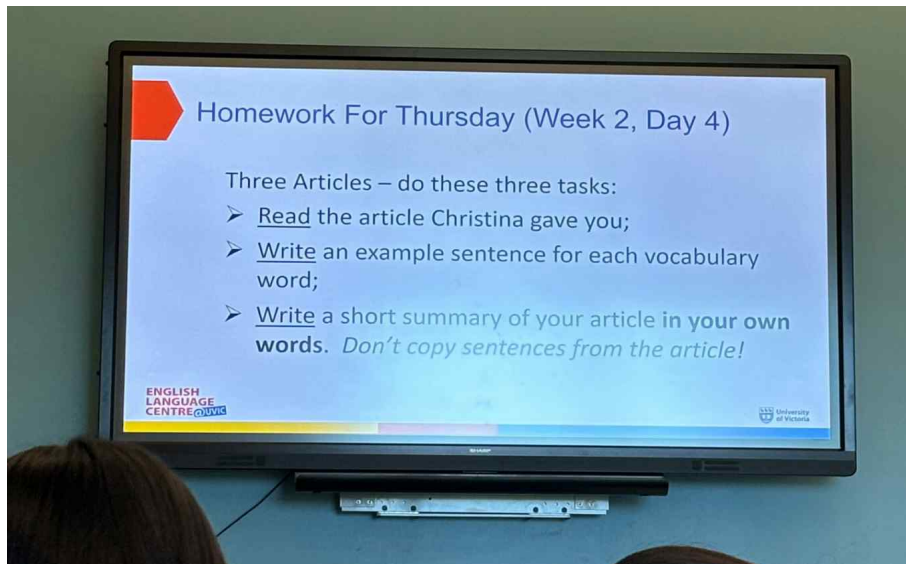 Homework For Thursday (Week 2, Day 4)
Three Articles – do these three tasks:
➢ Read the article Christina gave you;
➢ Write an example sentence for each vocabulary
word;
➢ Write a short summary of your article in your own
words. Don't copy sentences from the article!
ENGLISH
LANGUAGE
CENTRE@UVIC
University
of Victoria
SHARP